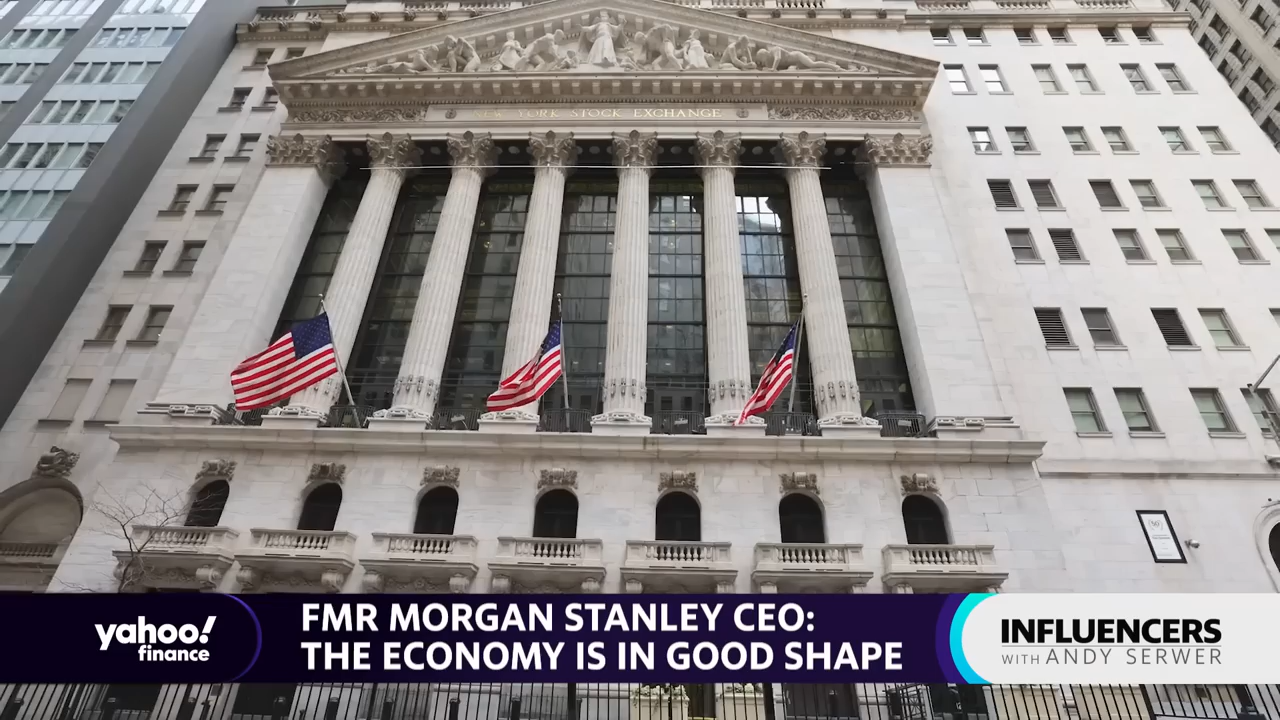 NEW YORK STOCK EXCHANGE
yahoo!
finance
FMR MORGAN STANLEY CEO:
THE ECONOMY IS IN GOOD SHAPE
INFLUENCERS
WITH ANDY SERWER